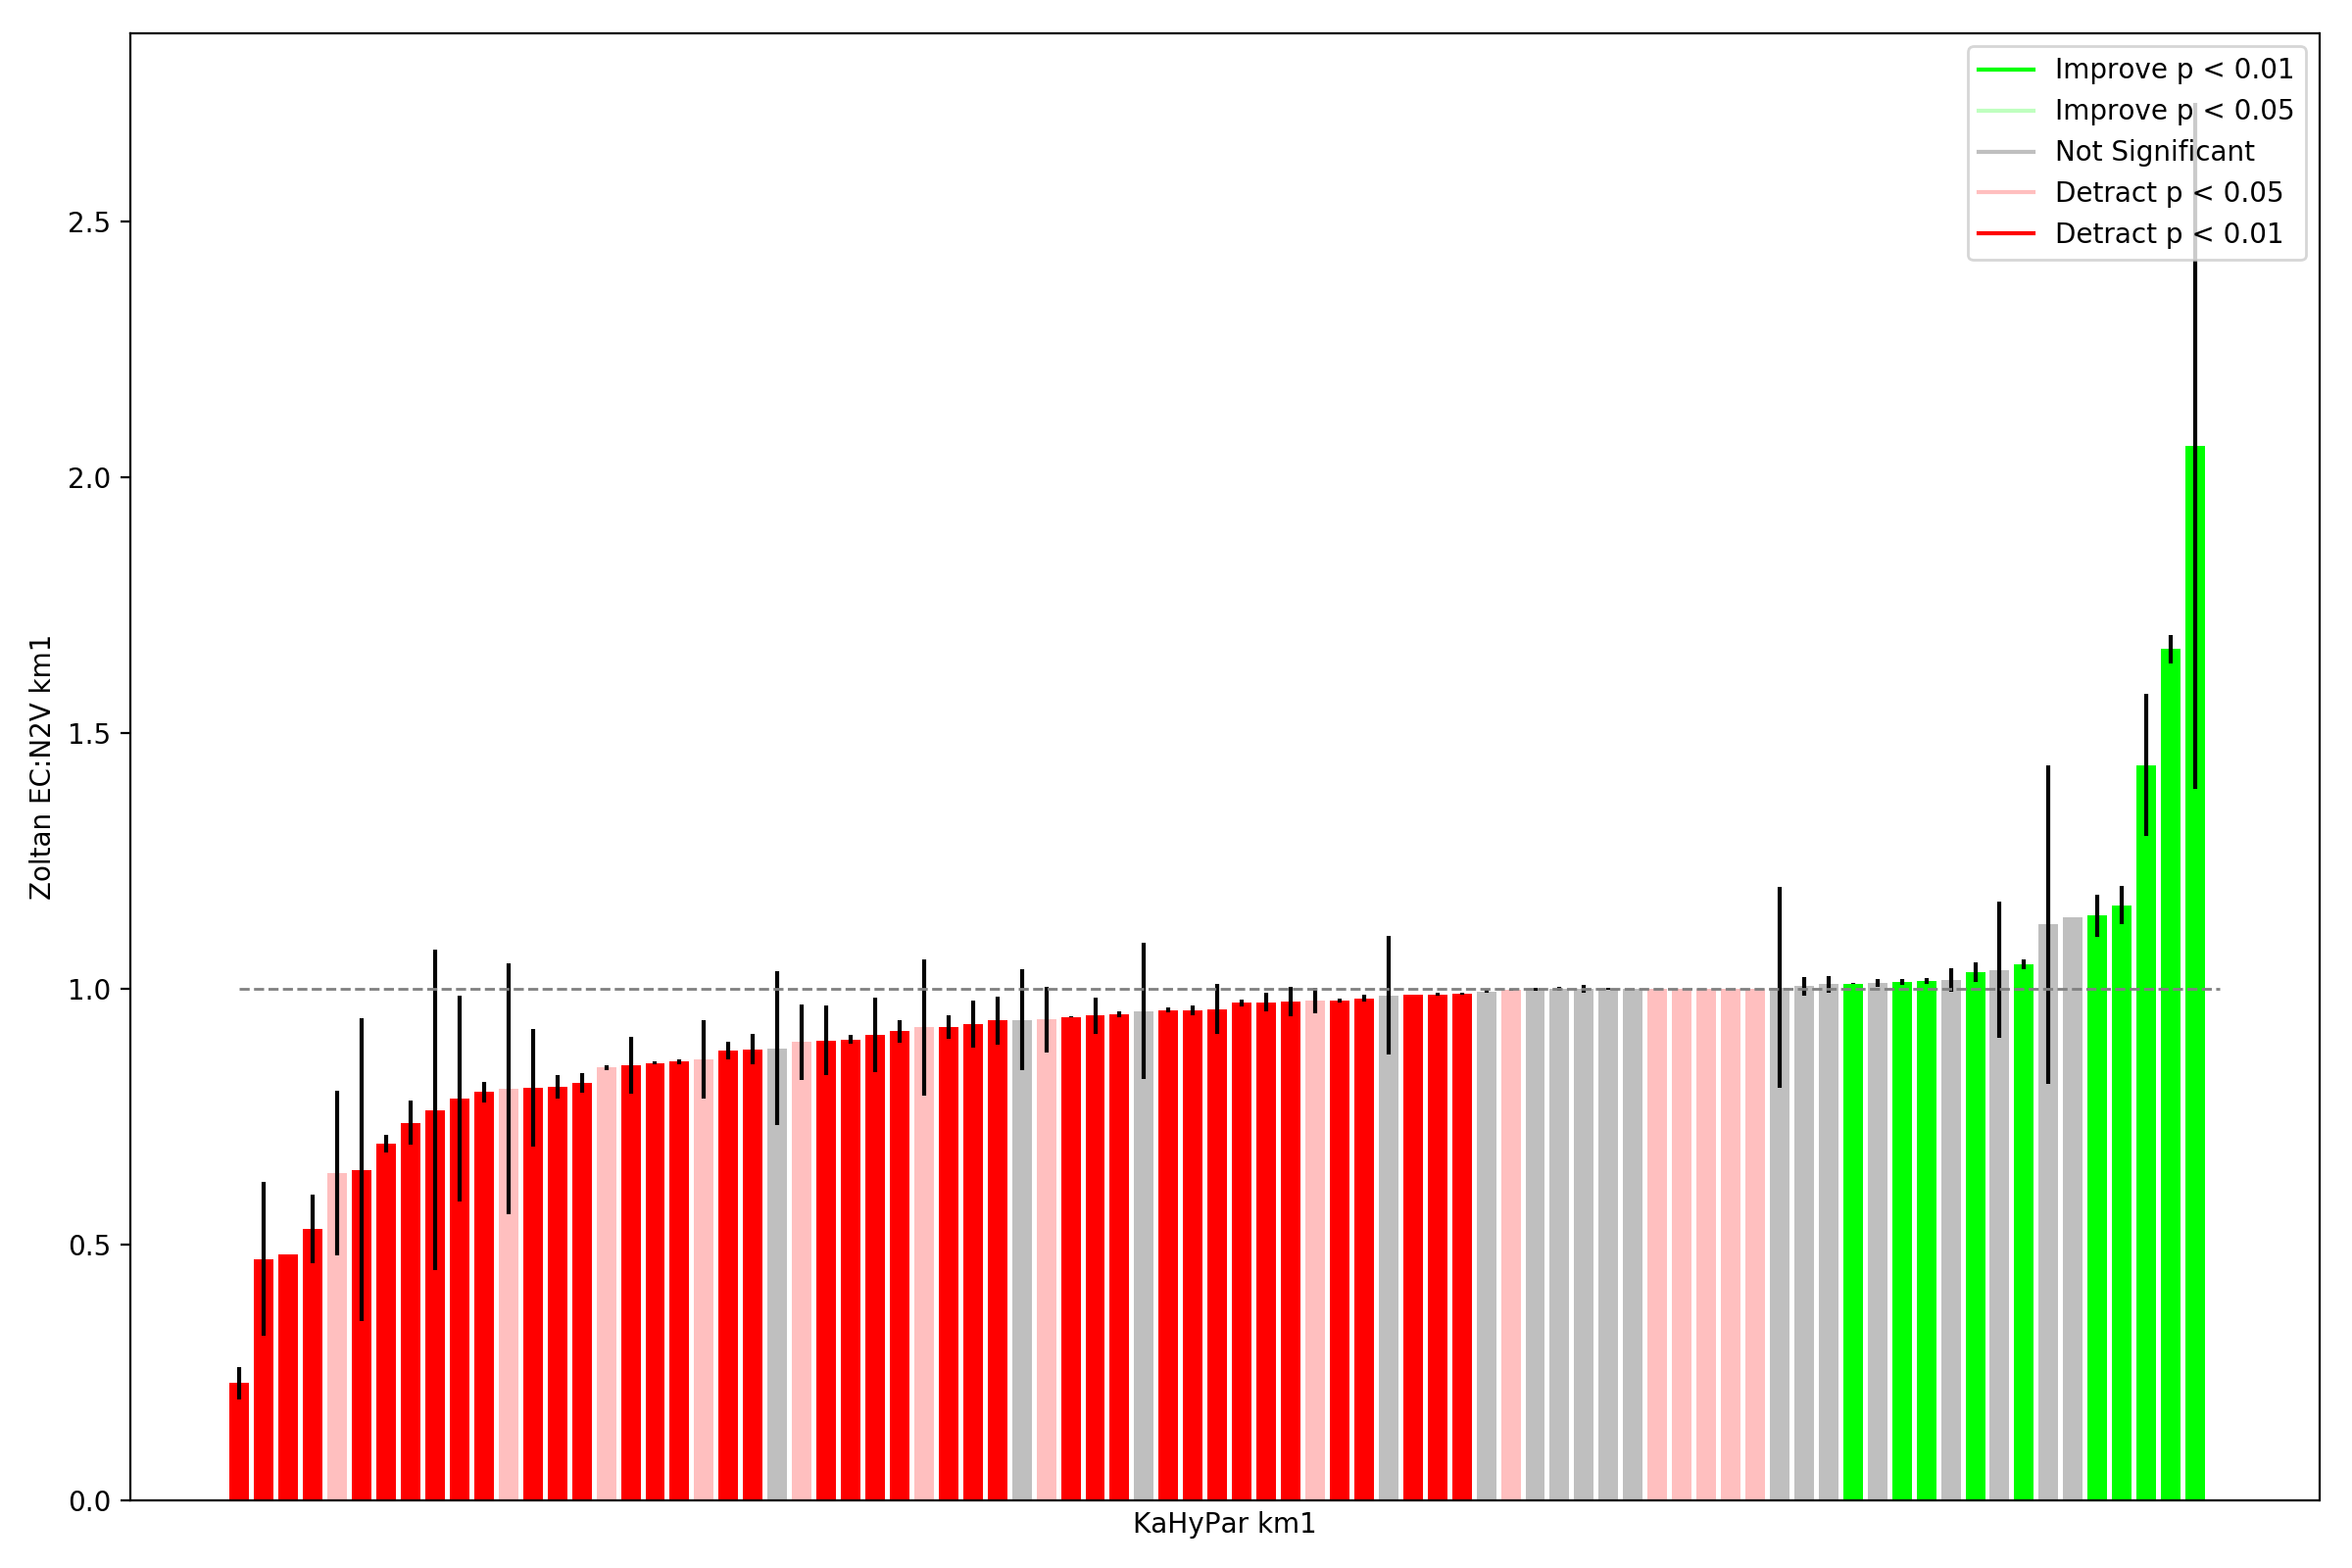 Improve p < 0.01
Improve p < 0.05
Not Significant
Detract p < 0.05
Detract p < 0.01
Zoltan EC:N2V km1
2.5
2.0
1.5
1.0
0.5
0.0
KaHyPar km1